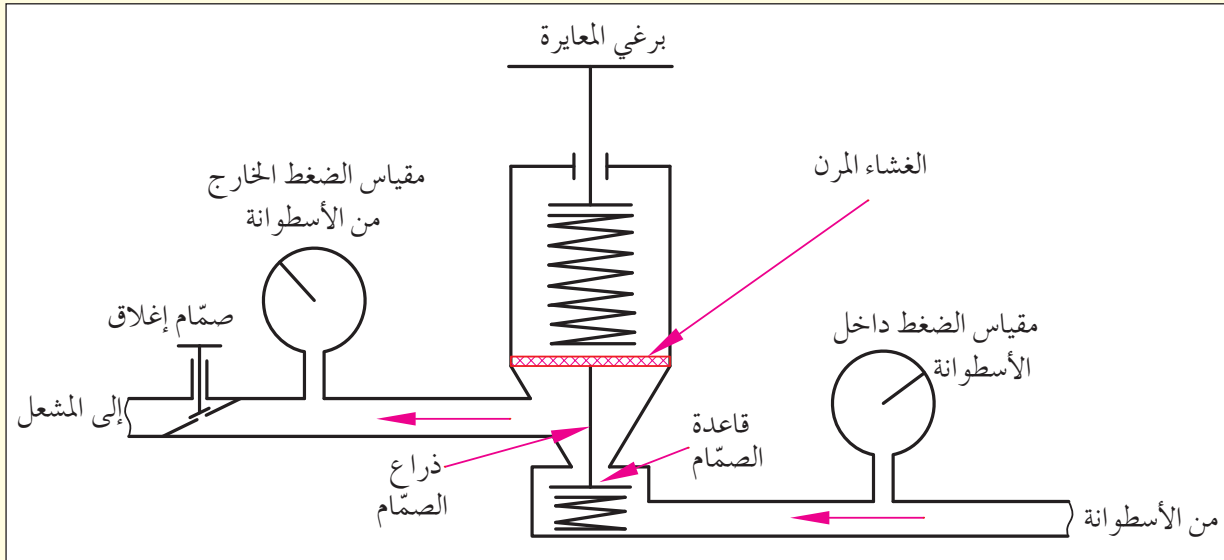 برغي المعايرة
الغشاء المرن
مقياس الضغط الخارج
من الأسطوانة
صمّام إغلاق
مقياس الضغط داخل
الأسطوانة
إلى المشعل
قاعدة
الصمّام
ذراع
الصمّام
من الأسطوانة